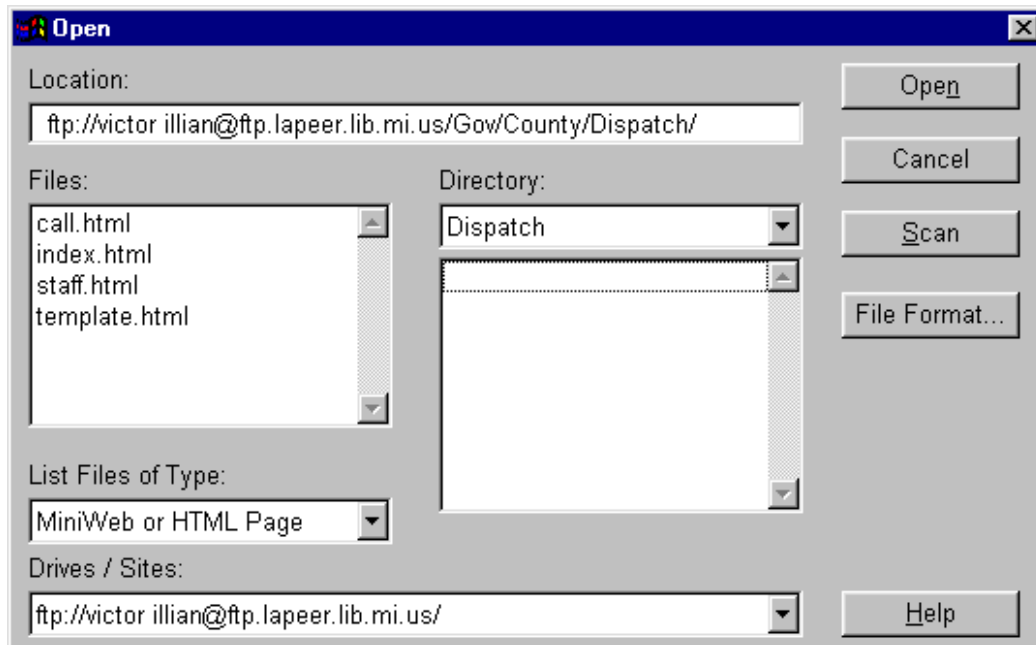 Open
Location:
ftp://victor illian@ftp.lapeer.lib.mi.us/Gov/County/Dispatch/
Files:
call.html
index.html
staff.html
template.html
Directory:
Dispatch
List Files of Type:
MiniWeb or HTML Page
Drives / Sites:
ftp://victor illian@ftp.lapeer.lib.mi.us/
Open
Cancel
Scan
File Format...
Help